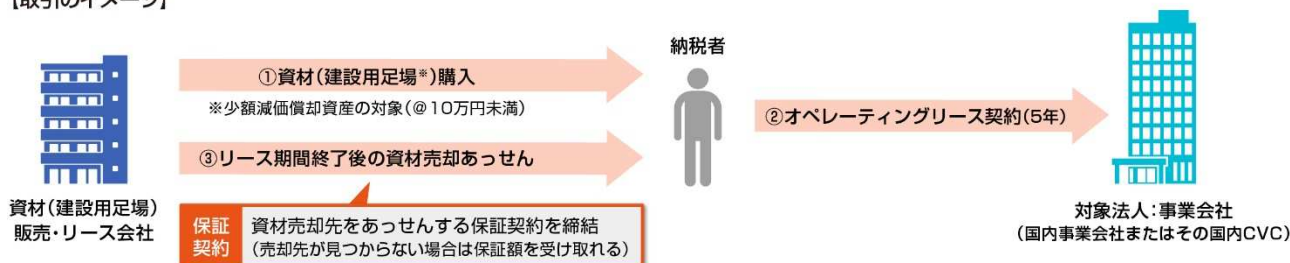 【取引のイメージ】
納税者
①資材(建設用足場※)購入
※少額減価償却資産の対象(@10万円未満)
②オペレーティングリース契約(5年)
③リース期間終了後の資材売却あっせん
資材(建設用足場)
販売・リース会社
保証
契約
資材売却先をあっせんする保証契約を締結
(売却先が見つからない場合は保証額を受け取れる)
対象法人:事業会社
(国内事業会社またはその国内CVC)